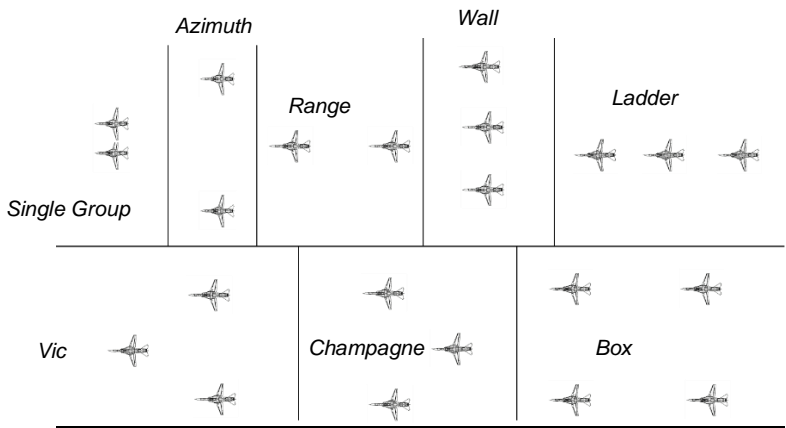 Azimuth
Wall
Range
Ladder
Single Group
Vic
Champagne
Box